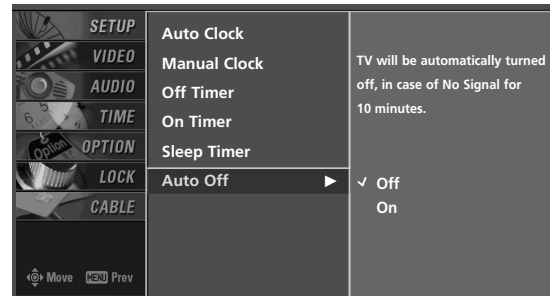 SETUP
VIDEO
AUDIO
TIME
OPTION
LOCK
CABLE
Move MENU Prev
Auto Clock
Manual Clock
Off Timer
On Timer
Sleep Timer
Auto Off ►
TV will be automatically turned
off, in case of No Signal for
10 minutes.
✓ Off
On
Option